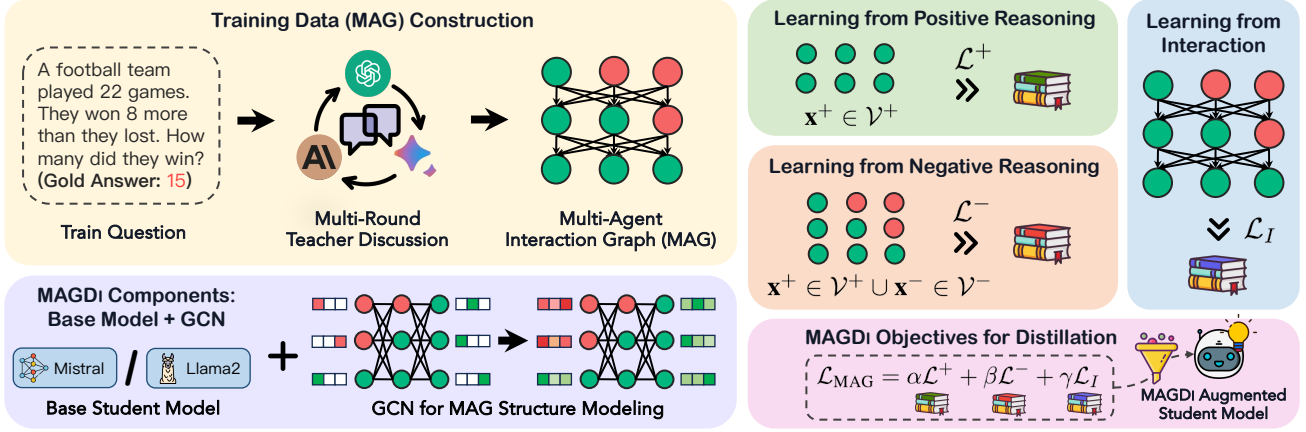 Training Data (MAG) Construction
A football team
played 22 games.
They won 8 more
than they lost. How
many did they win?
(Gold Answer: 15)
Train Question
A\
Multi-Round
Teacher Discussion
Multi-Agent
Interaction Graph (MAG)
MAGDI Components:
Base Model + GCN
Mistral
/
Llama2
Base Student Model
+
GCN for MAG Structure Modeling
Learning from Positive Reasoning
𝐱⁺ ∈ 𝒱⁺
ℒ⁺
Learning from Negative Reasoning
ℒ⁻
𝐱⁺ ∈ 𝒱⁺ ∪ 𝐱⁻ ∈ 𝒱⁻
Learning from
Interaction
ℒ_I
MAGDI Objectives for Distillation
ℒ_MAG = αℒ⁺ + βℒ⁻ + γℒ_I
MAGDI Augmented
Student Model